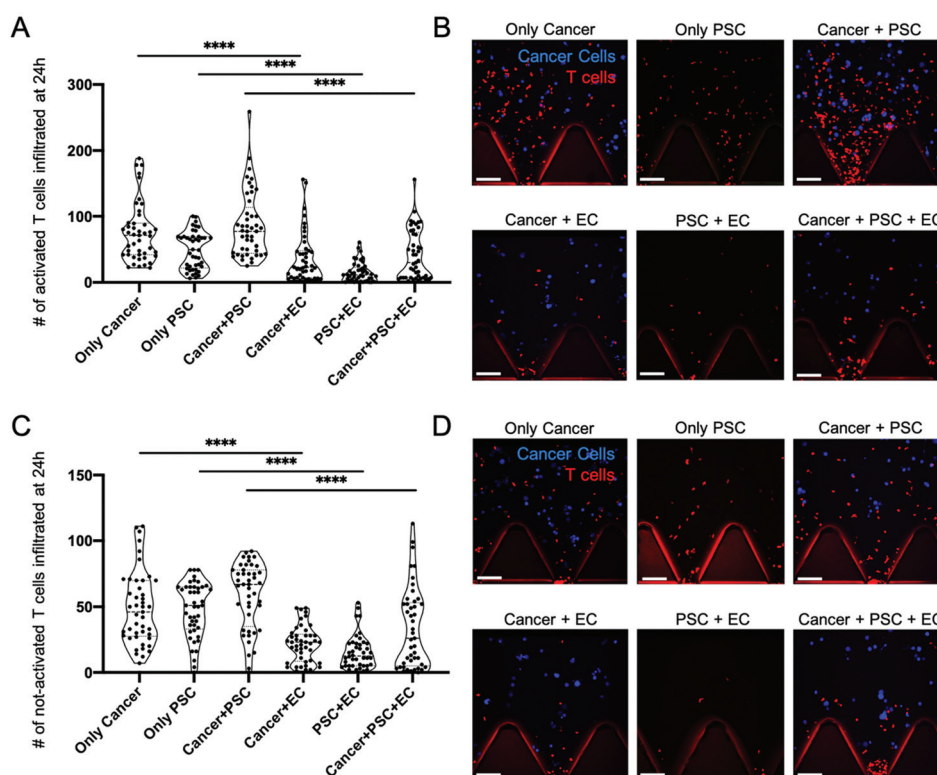 A
****
****
****
# of activated T cells infiltrated at 24h
300
200
100
0
Only Cancer
Only PSC
Cancer+PSC
Cancer+EC
PSC+EC
Cancer+PSC+EC
B
Only Cancer
Only PSC
Cancer + PSC
Cancer Cells
T cells
Cancer + EC
PSC + EC
Cancer + PSC + EC
C
****
****
****
# of not-activated T cells infiltrated at 24h
150
100
50
0
Only Cancer
Only PSC
Cancer+PSC
Cancer+EC
PSC+EC
Cancer+PSC+EC
D
Only Cancer
Only PSC
Cancer + PSC
Cancer Cells
T cells
Cancer + EC
PSC + EC
Cancer + PSC + EC